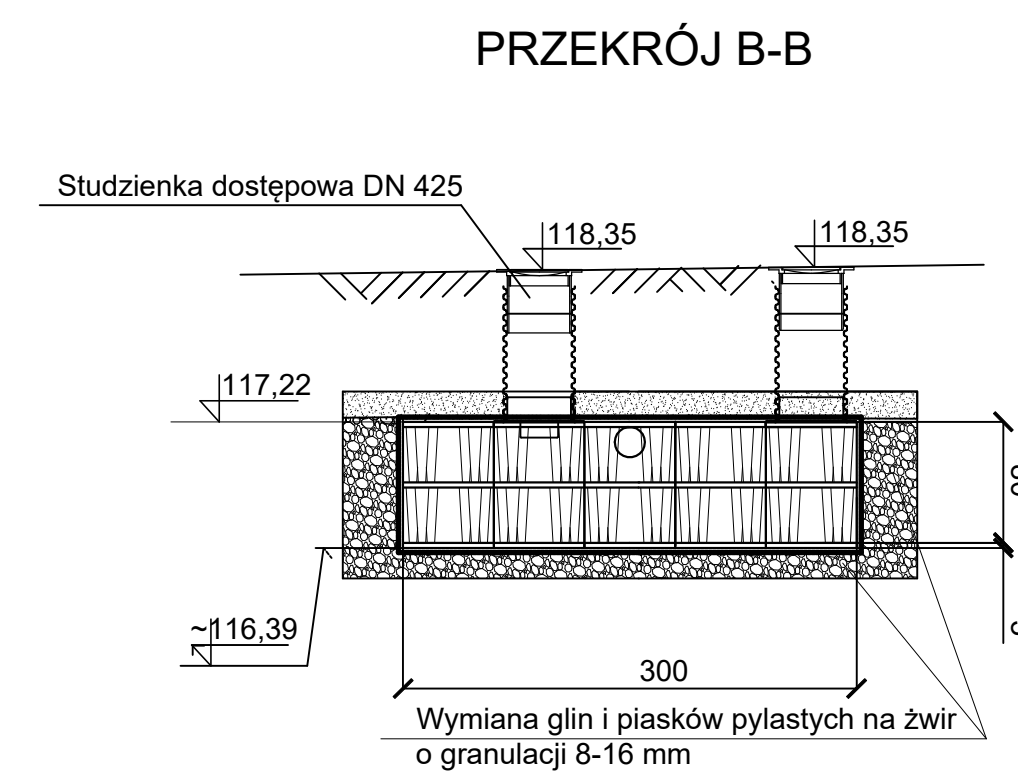 PRZEKRÓJ B-B
Studzienka dostępowa DN 425
118,35
118,35
117,22
~116,39
300
Wymiana glin i piasków pylastych na żwir
o granulacji 8-16 mm